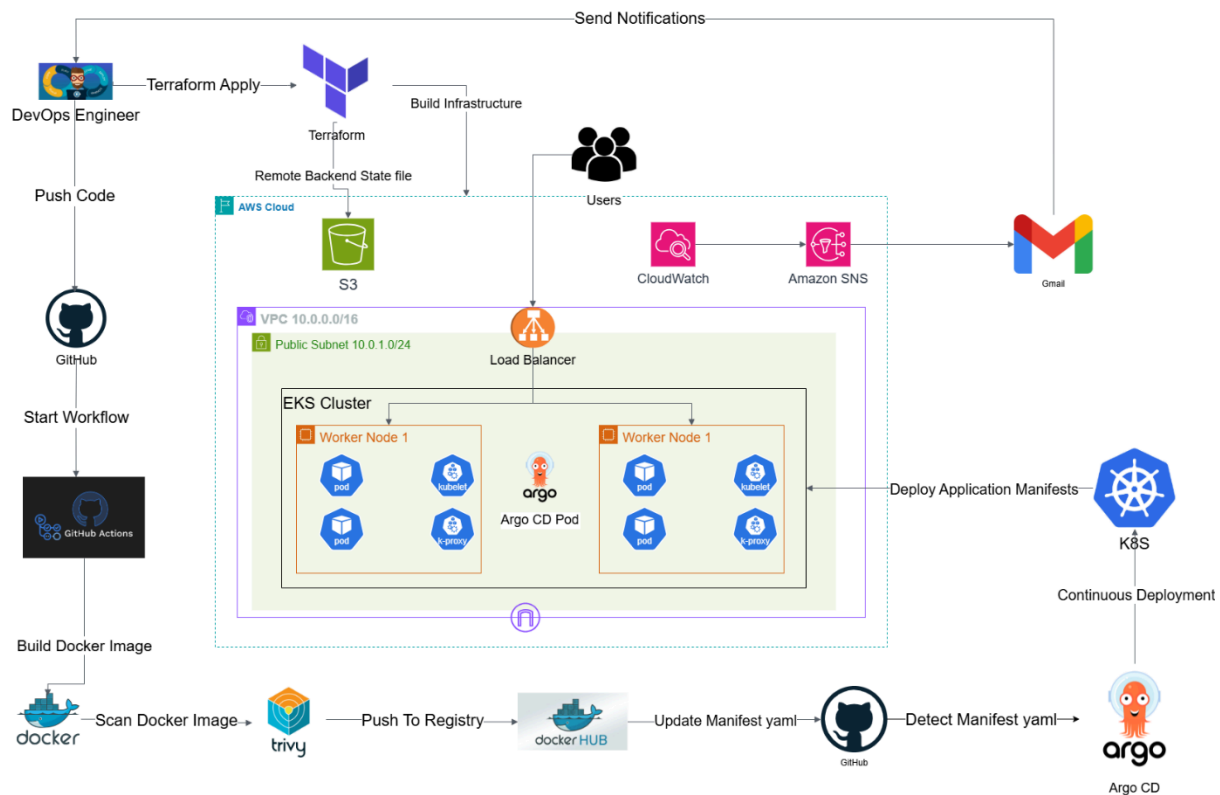 Send Notifications
DevOps Engineer
Terraform Apply
Terraform
Build Infrastructure
Push Code
Remote Backend State file
Users
AWS Cloud
S3
CloudWatch
Amazon SNS
Gmail
GitHub
VPC 10.0.0.0/16
Public Subnet 10.0.1.0/24
Load Balancer
EKS Cluster
Start Workflow
Worker Node 1
pod
kubelet
pod
k-proxy
argo
Argo CD Pod
Worker Node 1
pod
kubelet
pod
k-proxy
Deploy Application Manifests
K8S
GitHub Actions
Continuous Deployment
Build Docker Image
docker
Scan Docker Image
trivy
Push To Registry
docker HUB
Update Manifest yaml
GitHub
Detect Manifest yaml
argo
Argo CD